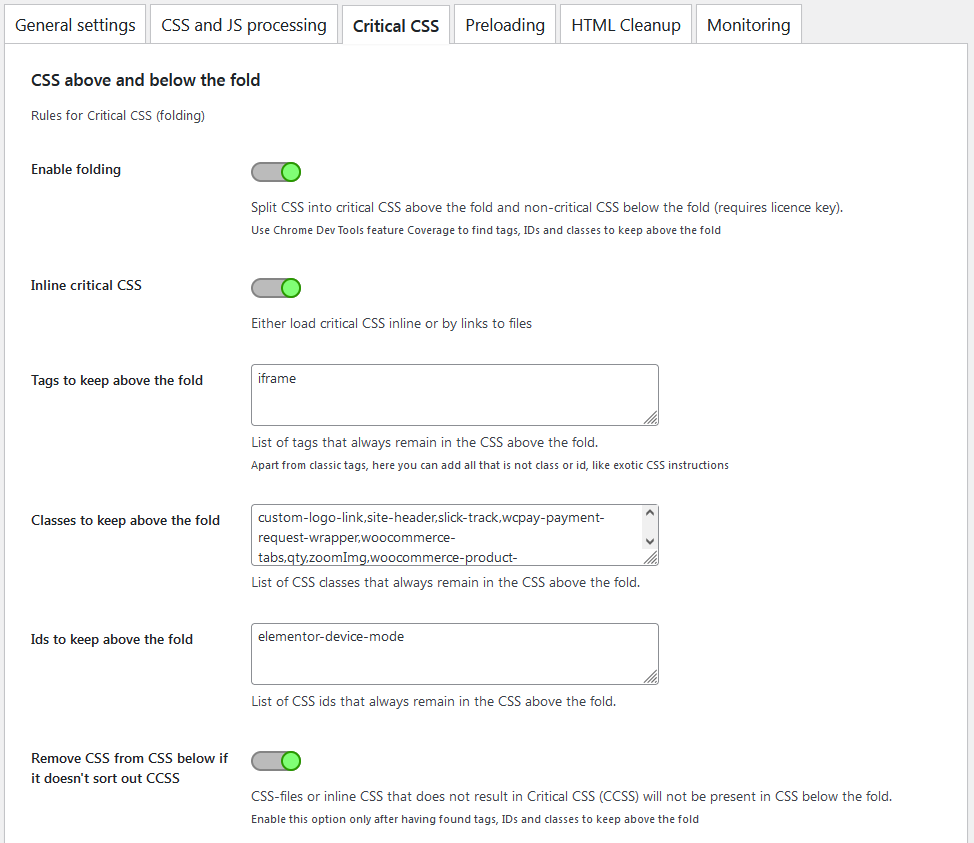 General settings
CSS and JS processing
Critical CSS
Preloading
HTML Cleanup
Monitoring
CSS above and below the fold
Rules for Critical CSS (folding)
Enable folding
Split CSS into critical CSS above the fold and non-critical CSS below the fold (requires licence key).
Use Chrome Dev Tools feature Coverage to find tags, IDs and classes to keep above the fold
Inline critical CSS
Either load critical CSS inline or by links to files
Tags to keep above the fold
iframe
List of tags that always remain in the CSS above the fold.
Apart from classic tags, here you can add all that is not class or id, like exotic CSS instructions
Classes to keep above the fold
custom-logo-link,site-header,slick-track,wcpay-payment-
request-wrapper,woocommerce-
tabs,qty,zoomImg,woocommerce-product-
List of CSS classes that always remain in the CSS above the fold.
Ids to keep above the fold
elementor-device-mode
List of CSS ids that always remain in the CSS above the fold.
Remove CSS from CSS below if
it doesn't sort out CCSS
CSS-files or inline CSS that does not result in Critical CSS (CCSS) will not be present in CSS below the fold.
Enable this option only after having found tags, IDs and classes to keep above the fold